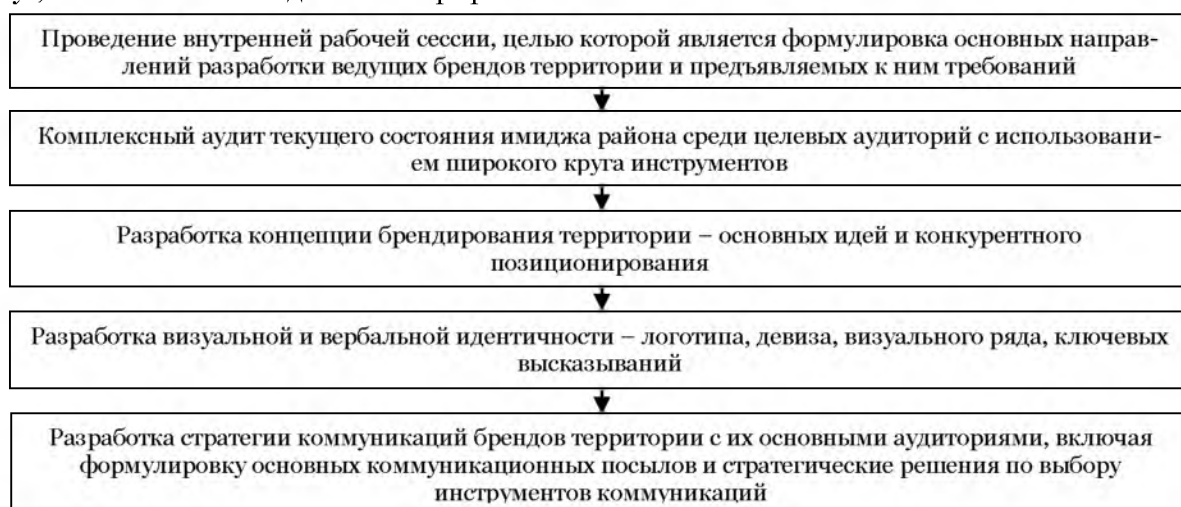 Проведение внутренней рабочей сессии, целью которой является формулировка основных направ-
лений разработки ведущих брендов территории и предъявляемых к ним требований
Комплексный аудит текущего состояния имиджа района среди целевых аудиторий с использовани-
ем широкого круга инструментов
Разработка концепции брендирования территории – основных идей и конкурентного
позиционирования
Разработка визуальной и вербальной идентичности – логотипа, девиза, визуального ряда, ключевых
высказываний
Разработка стратегии коммуникаций брендов территории с их основными аудиториями, включая
формулировку основных коммуникационных посылов и стратегические решения по выбору
инструментов коммуникаций